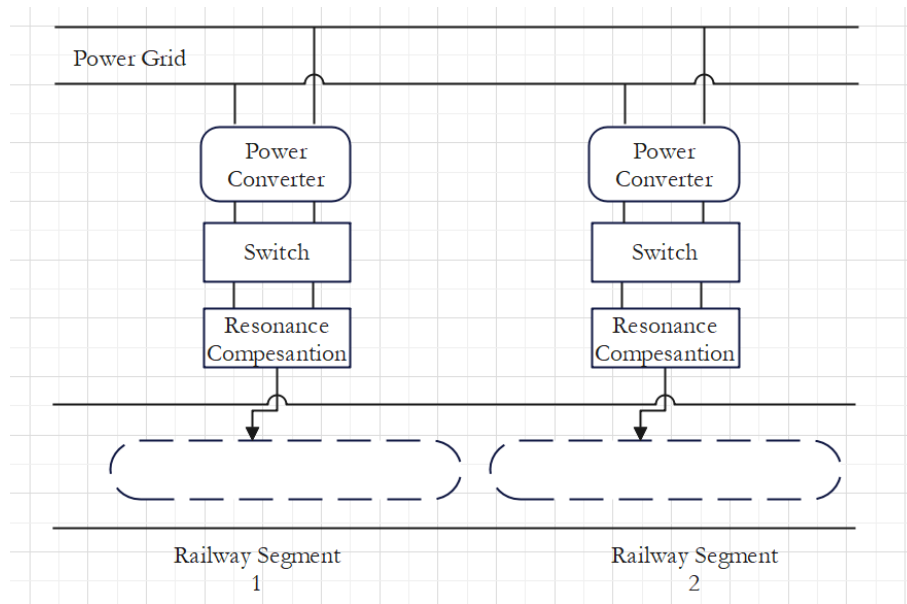 Power Grid
Power
Converter
Power
Converter
Switch
Switch
Resonance
Compesantion
Resonance
Compesantion
Railway Segment
1
Railway Segment
2